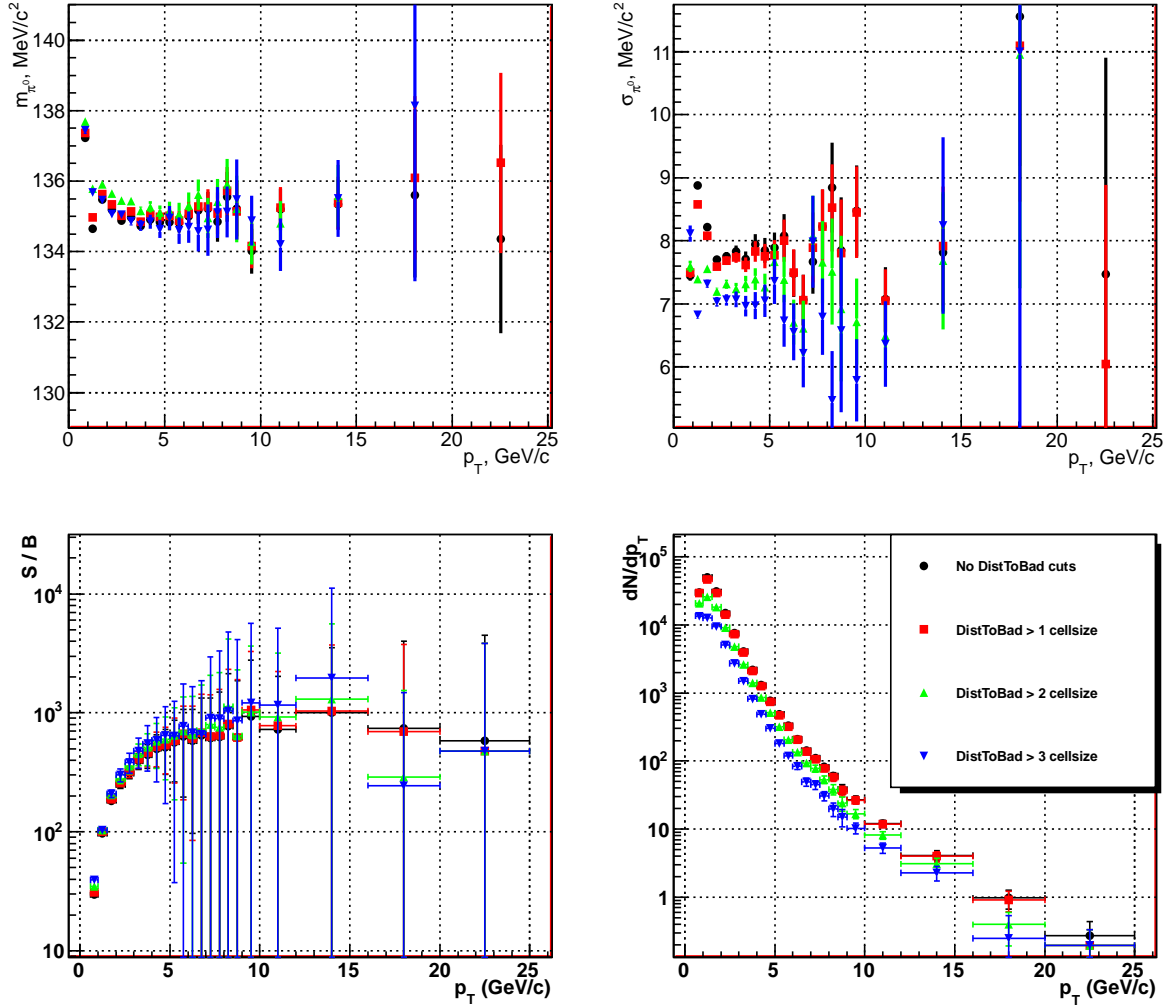 m_π⁰, MeV/c²
140
138
136
134
132
130
0 5 10 15 20 25
p_T, GeV/c
σ_π⁰, MeV/c²
11
10
9
8
7
6
0 5 10 15 20 25
p_T, GeV/c
S / B
10⁴
10³
10²
10
0 5 10 15 20 25
p_T (GeV/c)
dN/dp_T
10⁵
10⁴
10³
10²
10
1
0 5 10 15 20 25
p_T (GeV/c)
No DistToBad cuts
DistToBad > 1 cellsize
DistToBad > 2 cellsize
DistToBad > 3 cellsize